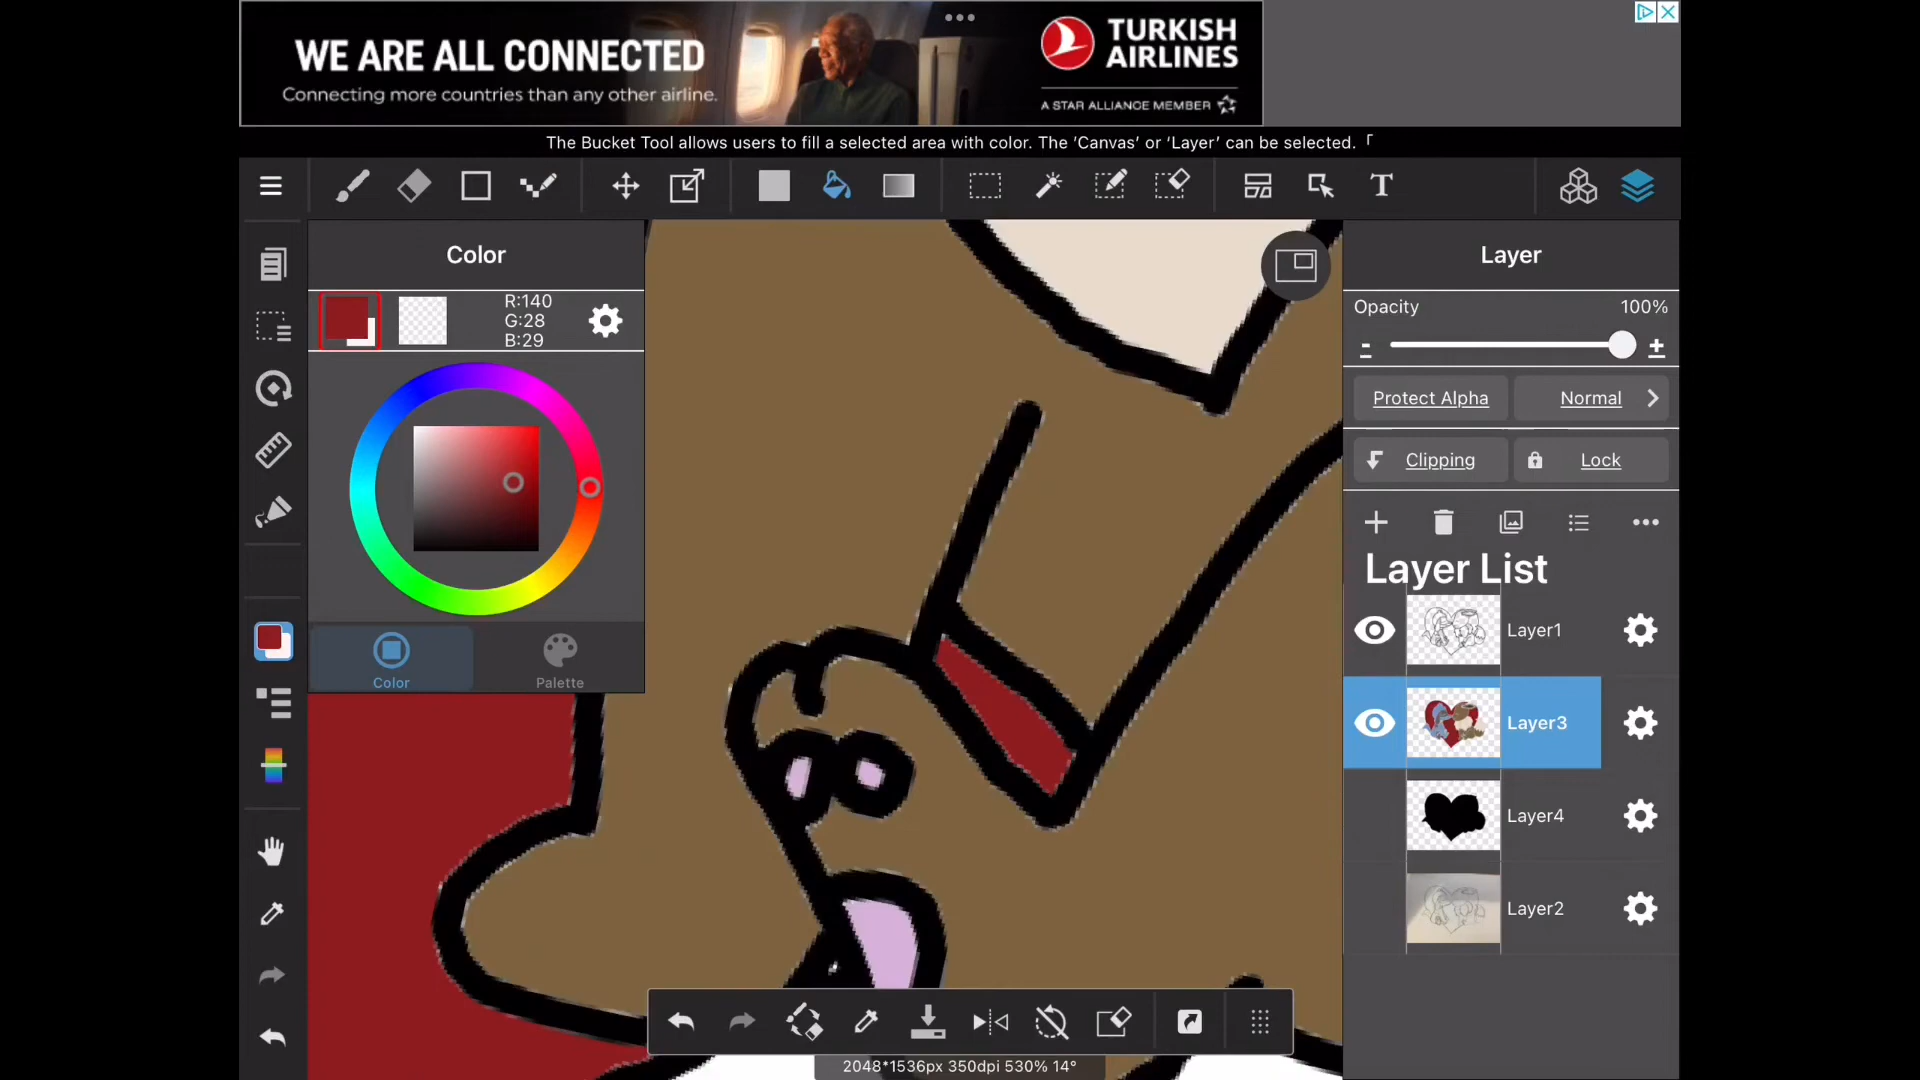 WE ARE ALL CONNECTED
Connecting more countries than any other airline.
TURKISH
AIRLINES
A STAR ALLIANCE MEMBER
The Bucket Tool allows users to fill a selected area with color. The ‘Canvas’ or ‘Layer’ can be selected. 「
T
Color
R:140
G:28
B:29
Color
Palette
Layer
Opacity 100%
- +
Protect Alpha
Normal
Clipping
Lock
Layer List
Layer1
Layer3
Layer4
Layer2
2048*1536px 350dpi 530% 14°